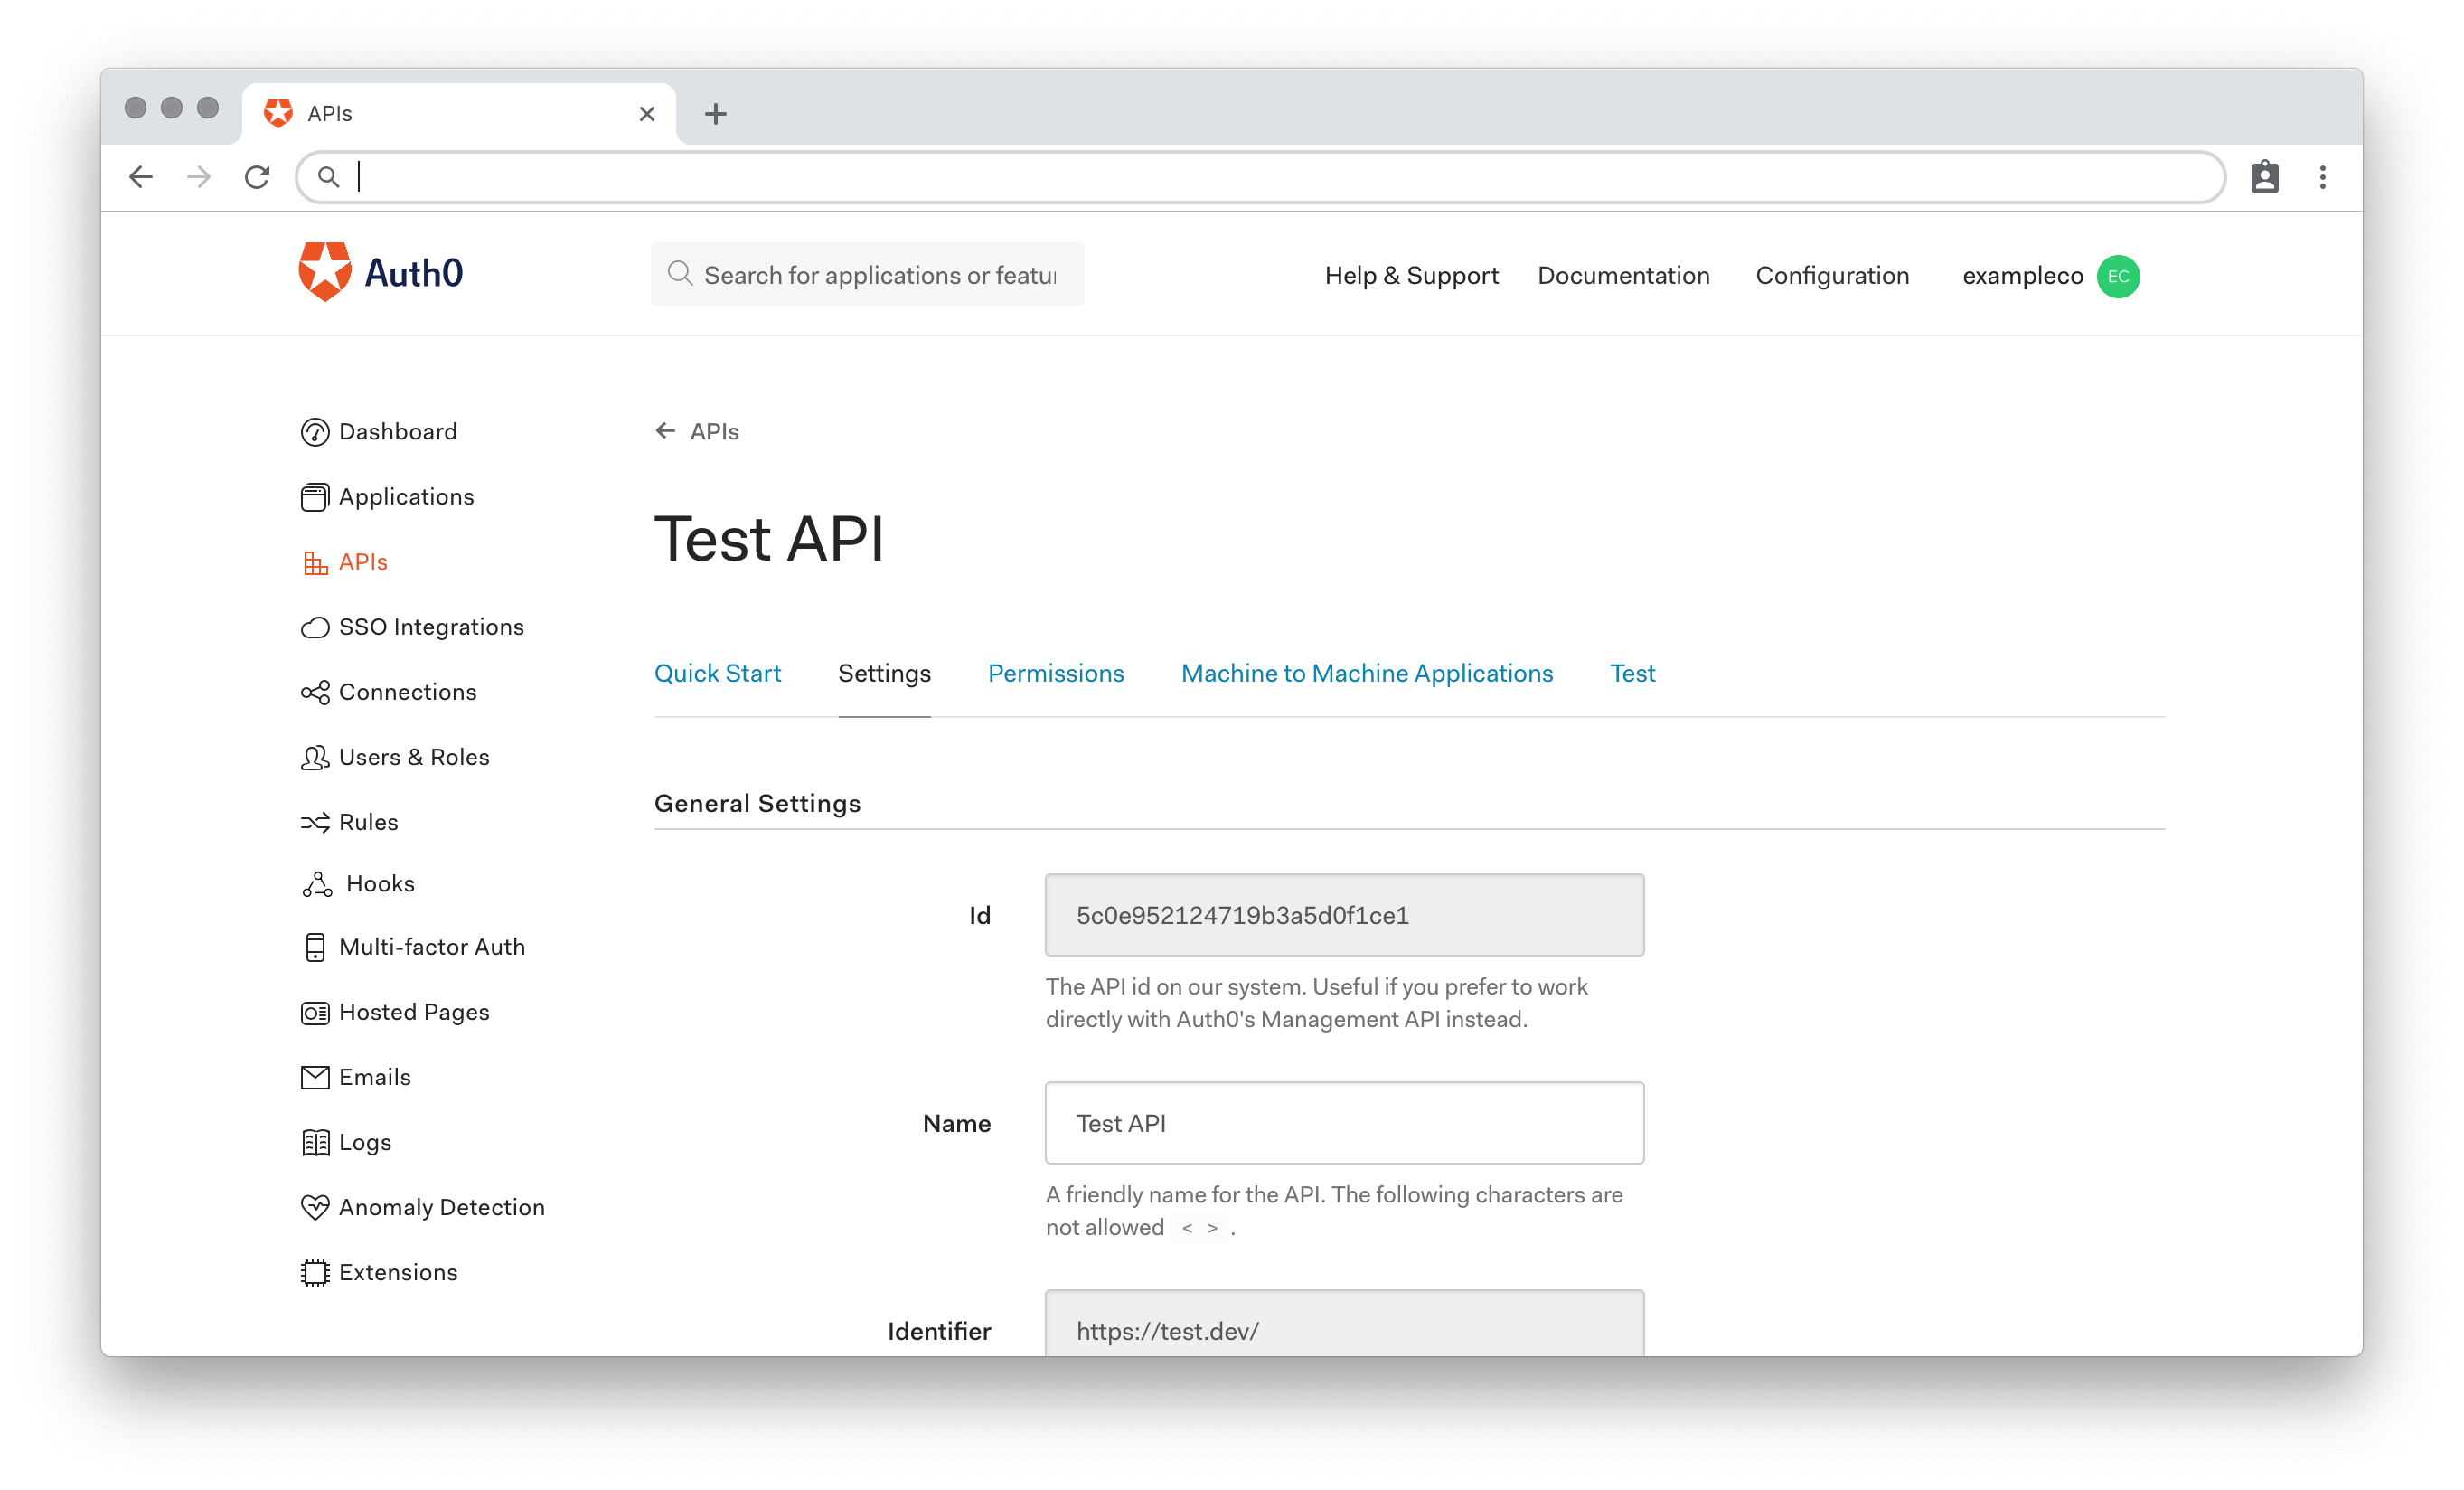 APIs
Auth0
Search for applications or featu
Help & Support
Documentation
Configuration
exampleco
EC
Dashboard
Applications
APIs
SSO Integrations
Connections
Users & Roles
Rules
Hooks
Multi-factor Auth
Hosted Pages
Emails
Logs
Anomaly Detection
Extensions
APIs
Test API
Quick Start
Settings
Permissions
Machine to Machine Applications
Test
General Settings
Id
5c0e952124719b3a5d0f1ce1
The API id on our system. Useful if you prefer to work
directly with Auth0's Management API instead.
Name
Test API
A friendly name for the API. The following characters are
not allowed < > .
Identifier
https://test.dev/